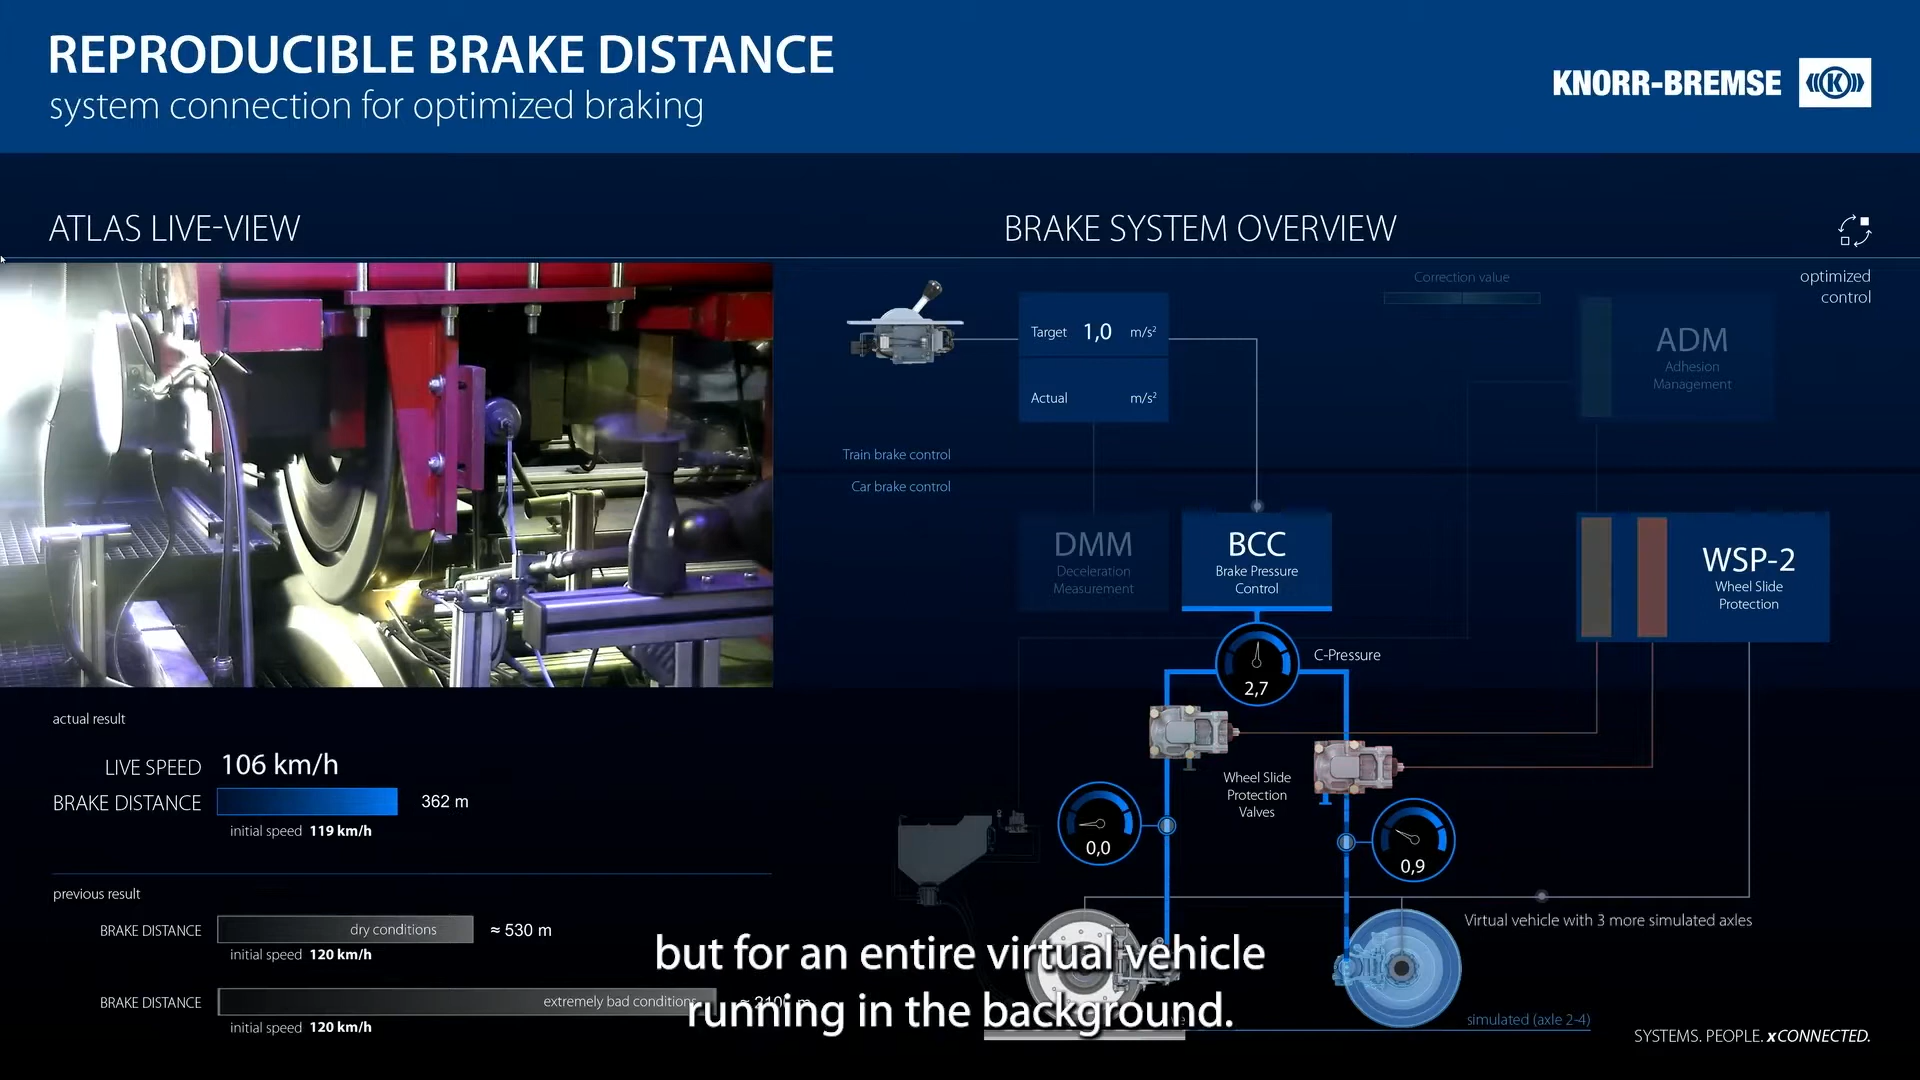 REPRODUCIBLE BRAKE DISTANCE
system connection for optimized braking
KNORR-BREMSE
K
ATLAS LIVE-VIEW
BRAKE SYSTEM OVERVIEW
optimized
control
Correction value
Target 1,0 m/s²
Actual m/s²
ADM
Adhesion
Management
Train brake control
Car brake control
DMM
Deceleration
Measurement
BCC
Brake Pressure
Control
WSP-2
Wheel Slide
Protection
C-Pressure
2,7
Wheel Slide
Protection
Valves
0,0
0,9
actual result
LIVE SPEED 106 km/h
BRAKE DISTANCE 362 m
initial speed 119 km/h
previous result
BRAKE DISTANCE dry conditions ≈ 530 m
initial speed 120 km/h
BRAKE DISTANCE extremely bad conditions
initial speed 120 km/h
Virtual vehicle with 3 more simulated axles
simulated (axle 2-4)
but for an entire virtual vehicle
running in the background.
SYSTEMS. PEOPLE. xCONNECTED.